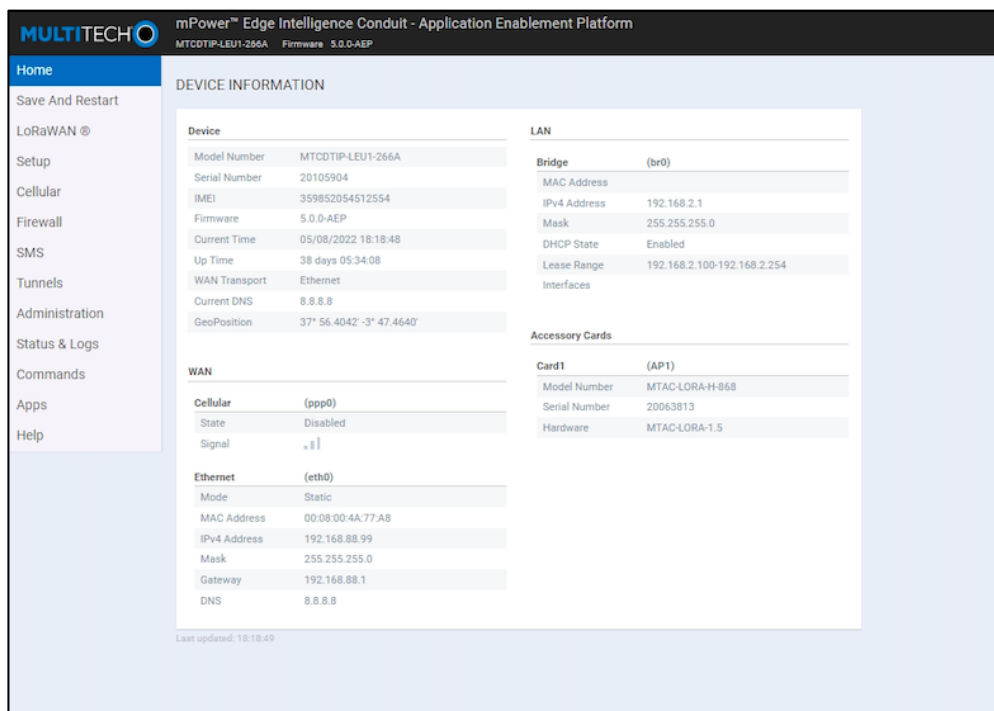 MULTITECH
mPower™ Edge Intelligence Conduit - Application Enablement Platform
MTCDTIP-LEU1-266A Firmware 5.0.0-AEP
Home
Save And Restart
LoRaWAN ®
Setup
Cellular
Firewall
SMS
Tunnels
Administration
Status & Logs
Commands
Apps
Help
DEVICE INFORMATION
Device
Model Number MTCDTIP-LEU1-266A
Serial Number 20105904
IMEI 359852054512554
Firmware 5.0.0-AEP
Current Time 05/08/2022 18:18:48
Up Time 38 days 05:34:08
WAN Transport Ethernet
Current DNS 8.8.8.8
GeoPosition 37° 56.4042' -3° 47.4640'
WAN
Cellular (ppp0)
State Disabled
Signal
Ethernet (eth0)
Mode Static
MAC Address 00:08:00:4A:77:A8
IPv4 Address 192.168.88.99
Mask 255.255.255.0
Gateway 192.168.88.1
DNS 8.8.8.8
LAN
Bridge (br0)
MAC Address
IPv4 Address 192.168.2.1
Mask 255.255.255.0
DHCP State Enabled
Lease Range 192.168.2.100-192.168.2.254
Interfaces
Accessory Cards
Card1 (AP1)
Model Number MTAC-LORA-H-868
Serial Number 20063813
Hardware MTAC-LORA-1.5
Last updated: 18:18:49